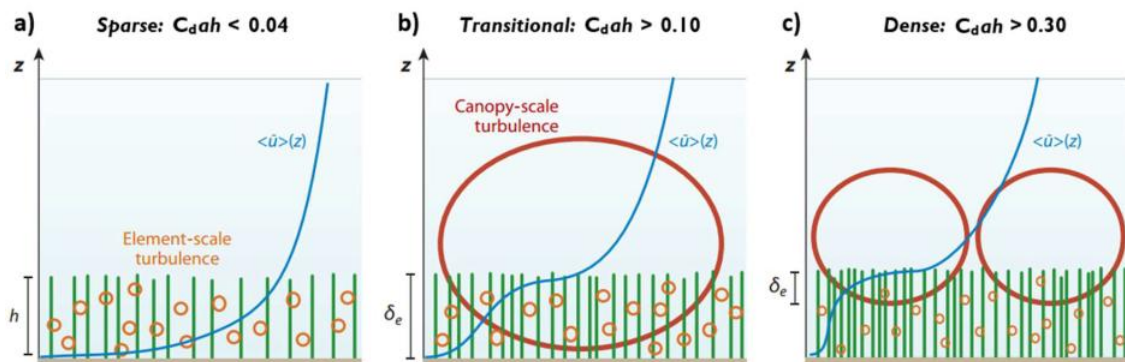 a)
Sparse: Cdah < 0.04
z
<û>(z)
Element-scale
turbulence
h
b)
Transitional: Cdah > 0.10
z
Canopy-scale
turbulence
<û>(z)
δe
c)
Dense: Cdah > 0.30
z
<û>(z)
δe